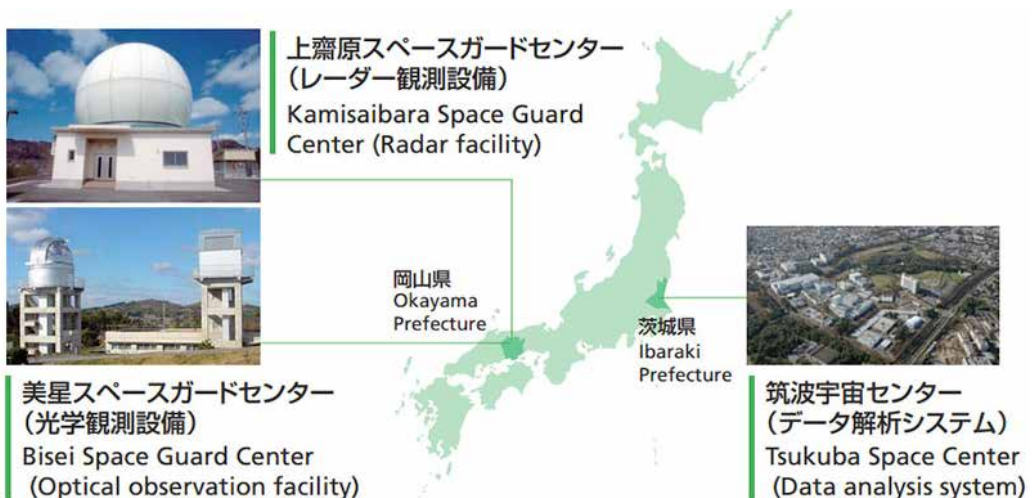 上齋原スペースガードセンター
（レーダー観測設備）
Kamisaibara Space Guard
Center (Radar facility)
岡山県
Okayama
Prefecture
茨城県
Ibaraki
Prefecture
美星スペースガードセンター
（光学観測設備）
Bisei Space Guard Center
(Optical observation facility)
筑波宇宙センター
（データ解析システム）
Tsukuba Space Center
(Data analysis system)